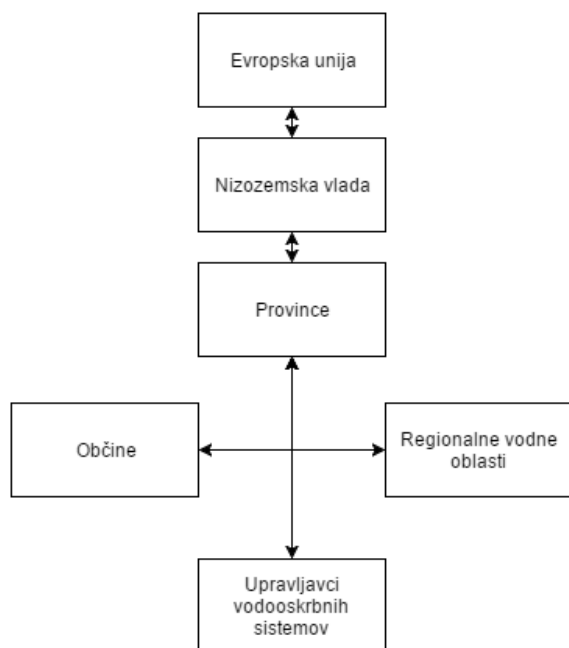 Evropska unija
Nizozemska vlada
Province
Občine
Regionalne vodne
oblasti
Upravljavci
vodooskrbnih
sistemov